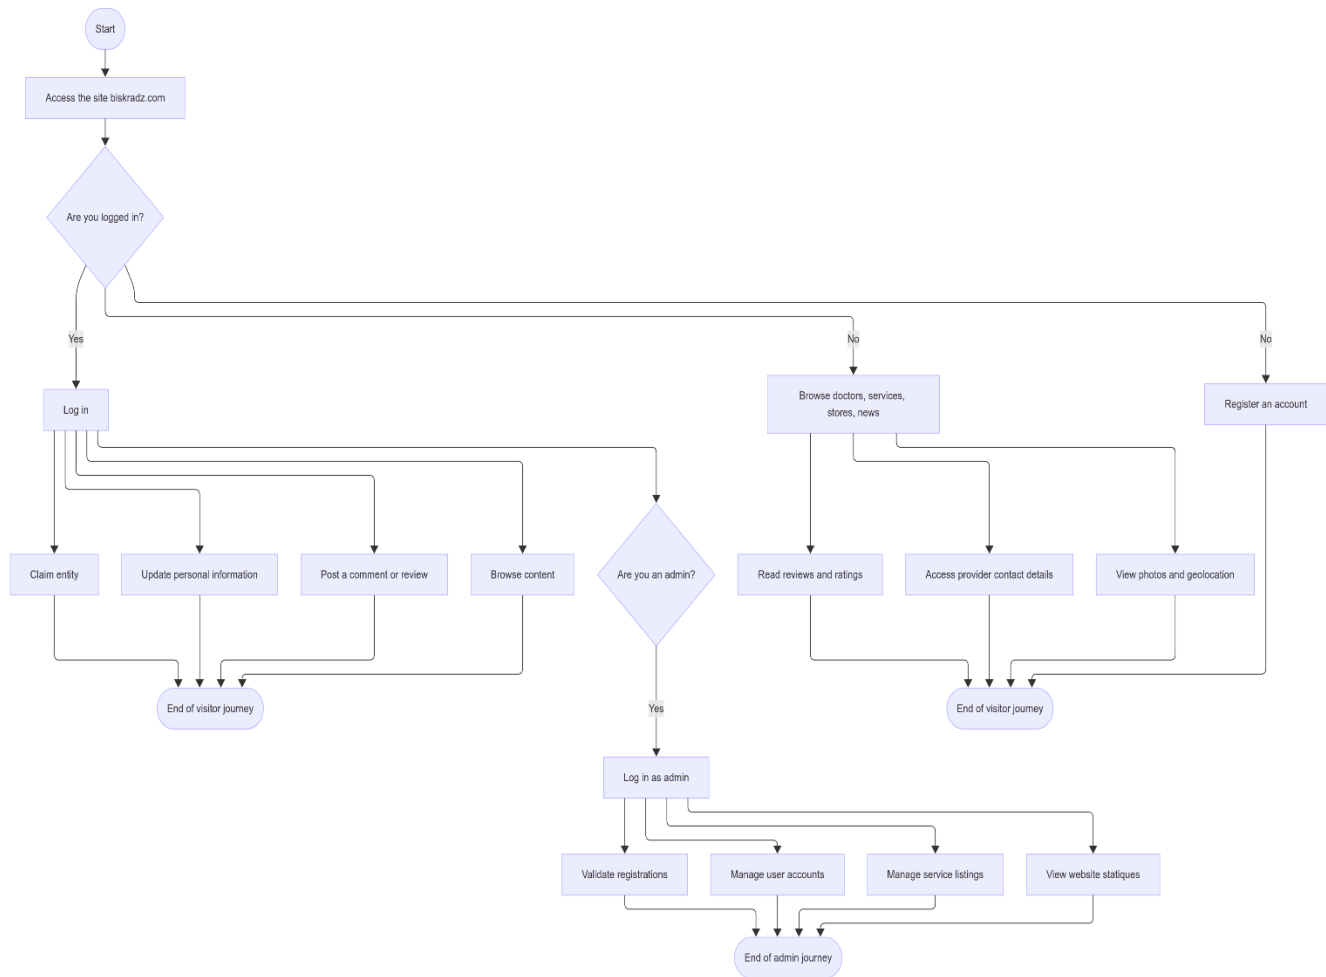 Start
Access the site biskradz.com
Are you logged in?
Yes
No
No
Log in
Browse doctors, services,
stores, news
Register an account
Claim entity
Update personal information
Post a comment or review
Browse content
Are you an admin?
Read reviews and ratings
Access provider contact details
View photos and geolocation
End of visitor journey
Yes
End of visitor journey
Log in as admin
Validate registrations
Manage user accounts
Manage service listings
View website statiques
End of admin journey